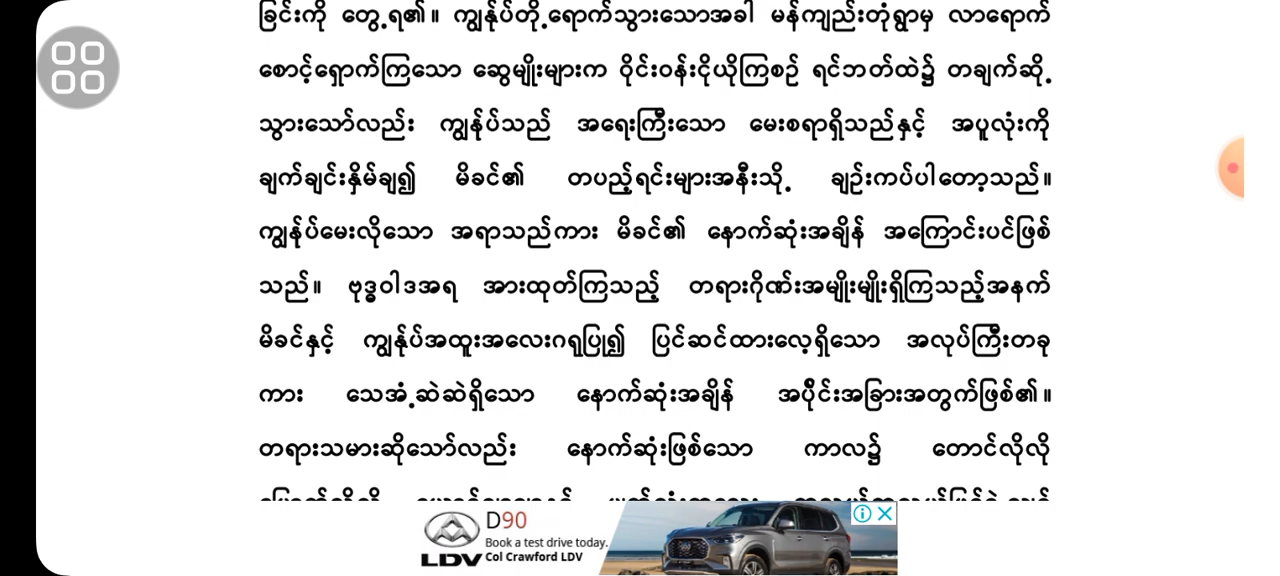 ခြင်းကို တွေ့ရ၏။ ကျွန်ုပ်တို့ရောက်သွားသောအခါ မန်ကျည်းတုံရွာမှ လာရောက်
စောင့်ရှောက်ကြသော ဆွေမျိုးများက ဝိုင်းဝန်းငိုယိုကြစဉ် ရင်ဘတ်ထဲ၌ တချက်ဆို့
သွားသော်လည်း ကျွန်ုပ်သည် အရေးကြီးသော မေးစရာရှိသည်နှင့် အပူလုံးကို
ချက်ချင်းနှိမ်ချ၍ မိခင်၏ တပည့်ရင်းများအနီးသို့ ချဉ်းကပ်ပါတော့သည်။
ကျွန်ုပ်မေးလိုသော အရာသည်ကား မိခင်၏ နောက်ဆုံးအချိန် အကြောင်းပင်ဖြစ်
သည်။ ဗုဒ္ဓဝါဒအရ အားထုတ်ကြသည့် တရားဂိုဏ်းအမျိုးမျိုးရှိကြသည့်အနက်
မိခင်နှင့် ကျွန်ုပ်အထူးအလေးဂရုပြု၍ ပြင်ဆင်ထားလေ့ရှိသော အလုပ်ကြီးတခု
ကား သေအံ့ဆဲဆဲရှိသော နောက်ဆုံးအချိန် အပိုင်းအခြားအတွက်ဖြစ်၏။
တရားသမားဆိုသော်လည်း နောက်ဆုံးဖြစ်သော ကာလ၌ တောင်လိုလို
D90
Book a test drive today.
LDV Col Crawford LDV